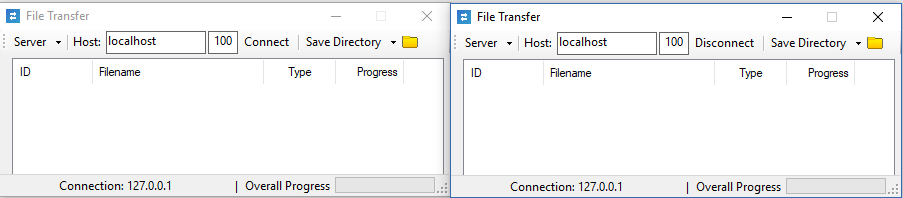 File Transfer
Server Host: localhost 100 Connect Save Directory
ID Filename Type Progress
Connection: 127.0.0.1 | Overall Progress
File Transfer
Server Host: localhost 100 Disconnect Save Directory
ID Filename Type Progress
Connection: 127.0.0.1 | Overall Progress